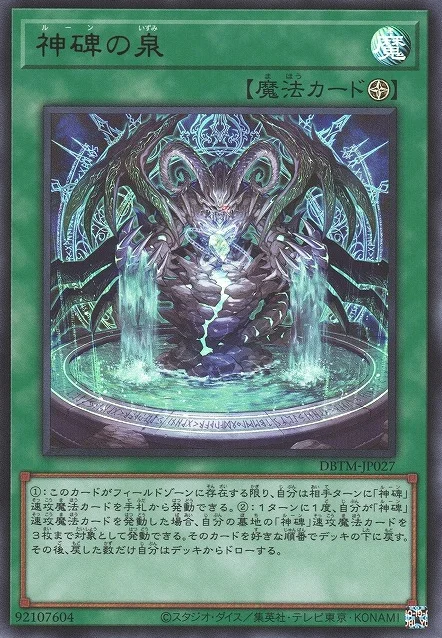 ルーン いずみ
神碑の泉
魔
まほう
【魔法カード】
DBTM-JP027
①:このカードがフィールドゾーンに存在する限り、自分は相手ターンに「神碑」
速攻魔法カードを手札から発動できる。②:1ターンに1度、自分が「神碑」
速攻魔法カードを発動した場合、自分の墓地の「神碑」速攻魔法カードを
3枚まで対象として発動できる。そのカードを好きな順番でデッキの下に戻す。
その後、戻した数だけ自分はデッキからドローする。
92107604
©スタジオ・ダイス/集英社・テレビ東京・KONAMI